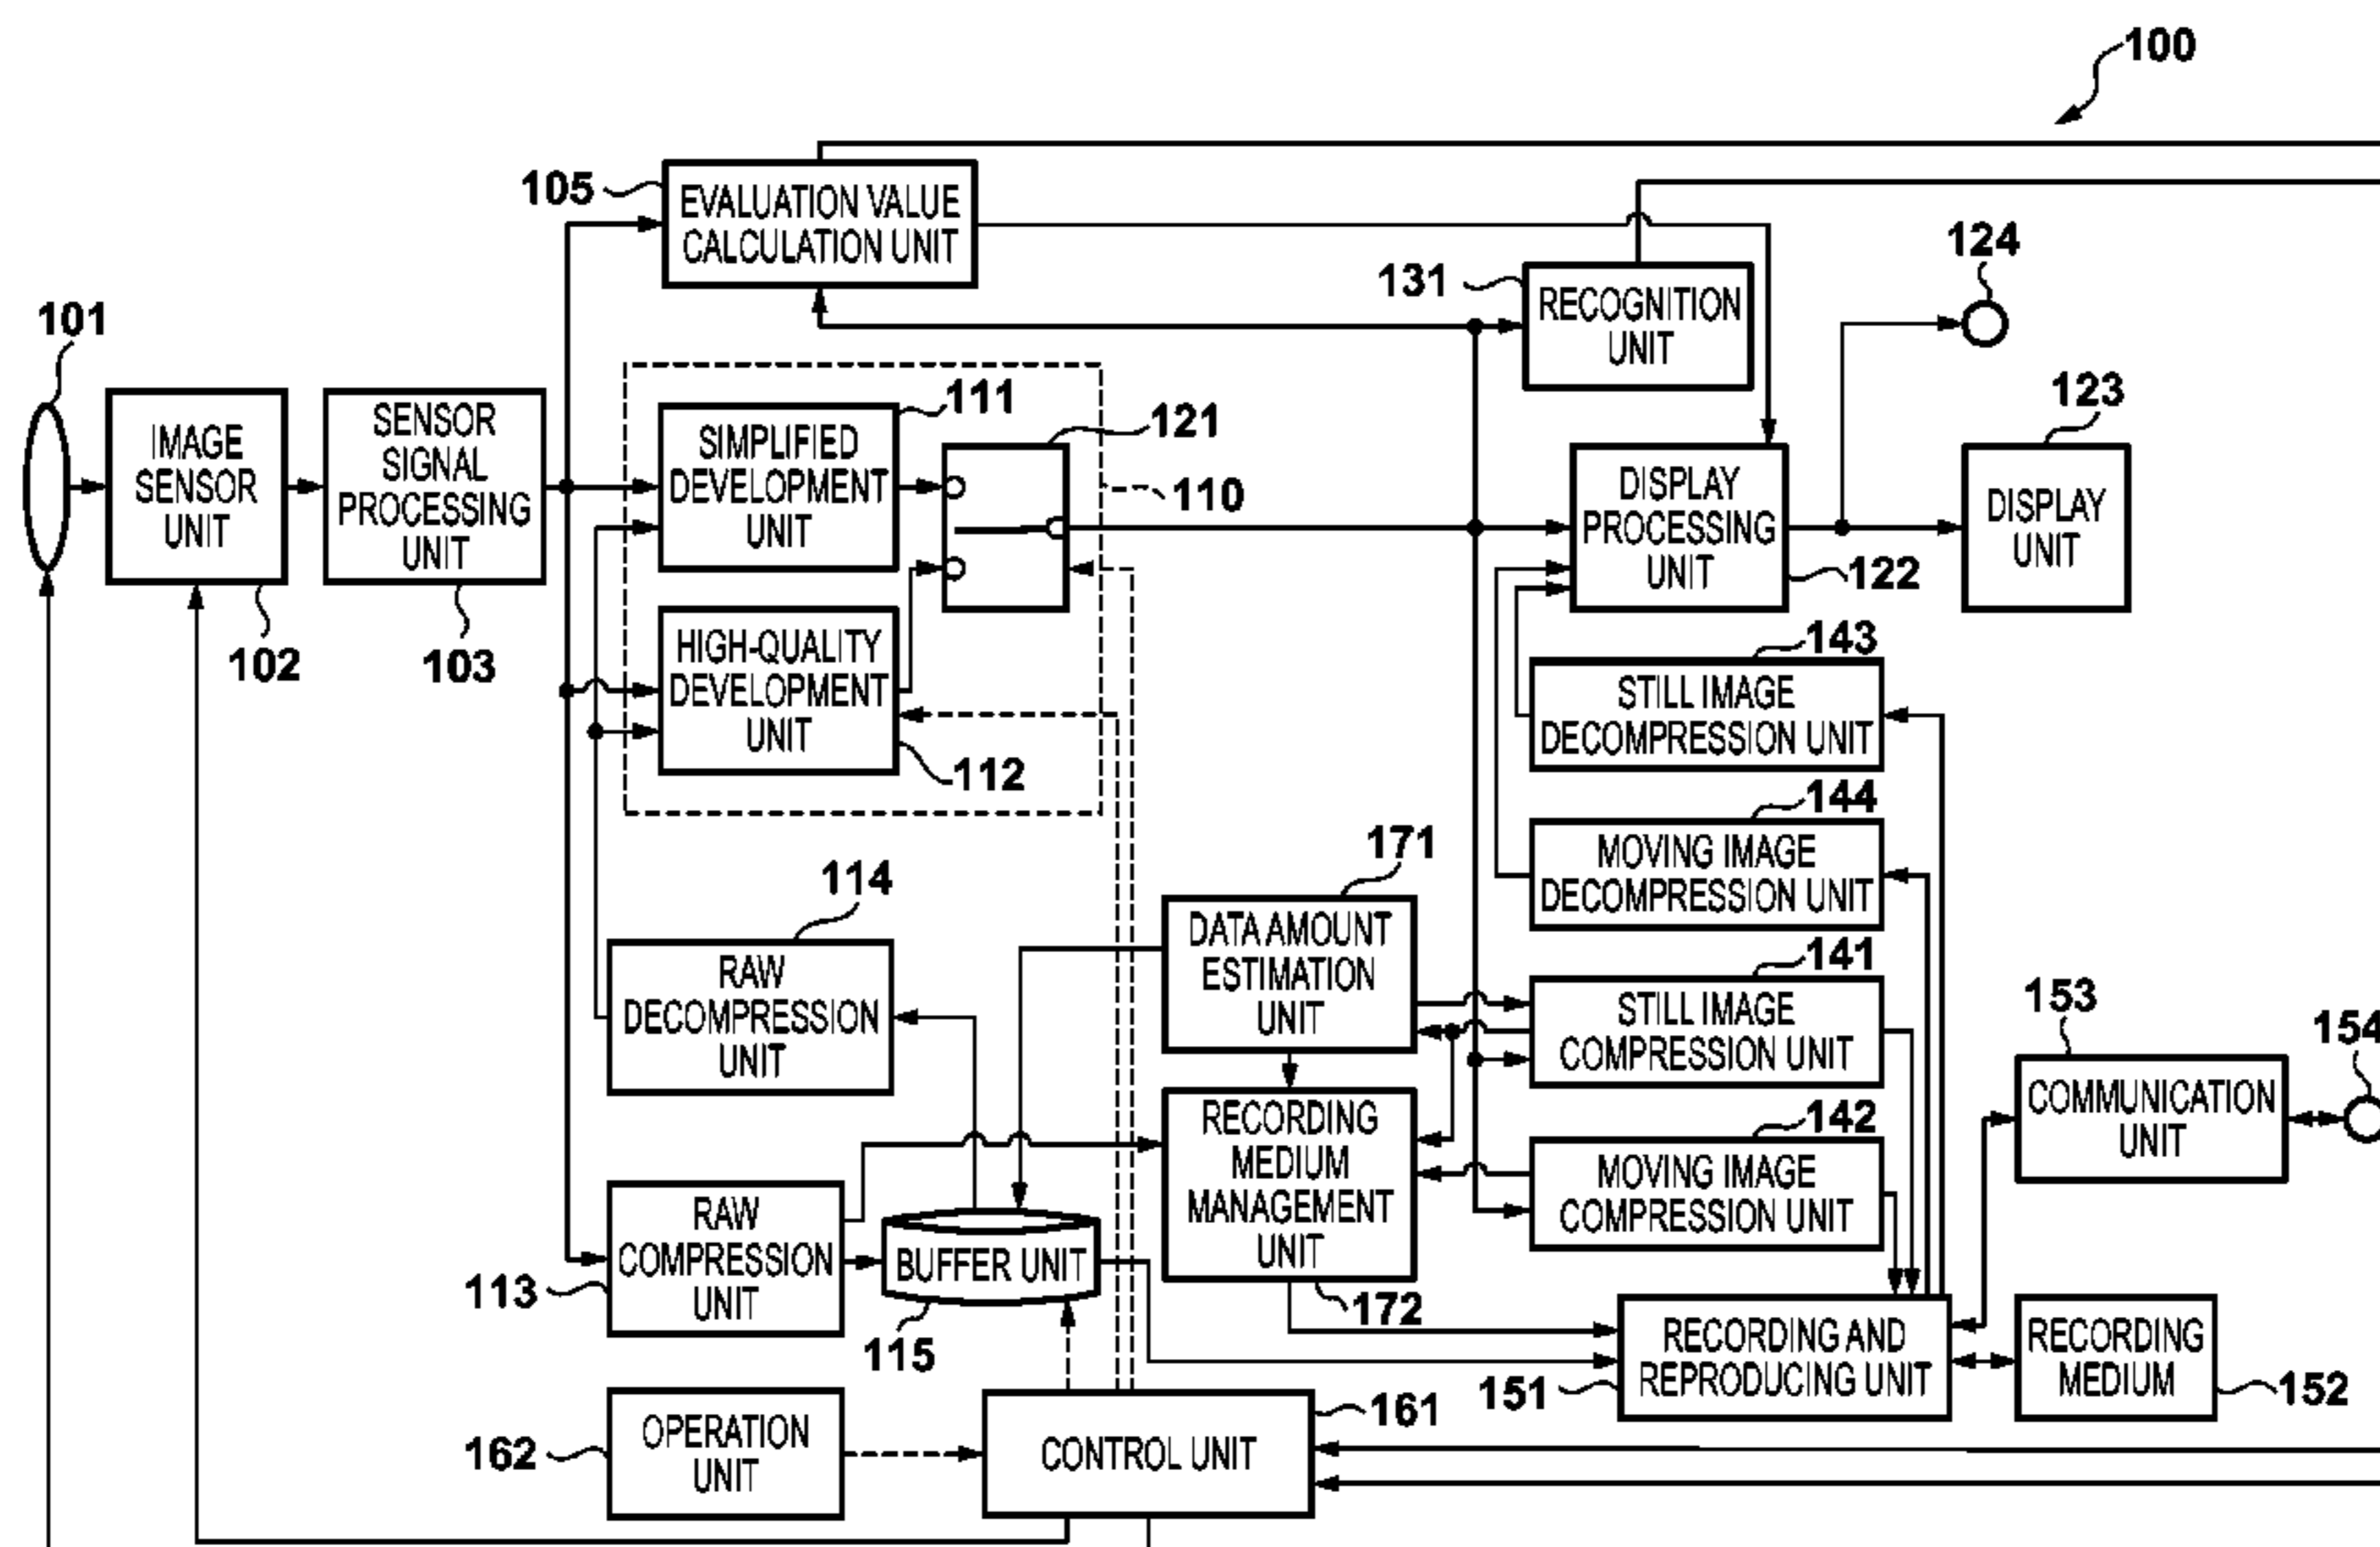 100
105
EVALUATION VALUE
CALCULATION UNIT
124
131
RECOGNITION
UNIT
101
123
IMAGE
SENSOR
UNIT
102
SENSOR
SIGNAL
PROCESSING
UNIT
103
111
SIMPLIFIED
DEVELOPMENT
UNIT
121
110
DISPLAY
PROCESSING
UNIT
122
DISPLAY
UNIT
HIGH-QUALITY
DEVELOPMENT
UNIT
112
143
STILL IMAGE
DECOMPRESSION UNIT
144
MOVING IMAGE
DECOMPRESSION UNIT
114
RAW
DECOMPRESSION
UNIT
171
DATA AMOUNT
ESTIMATION
UNIT
141
STILL IMAGE
COMPRESSION UNIT
153
COMMUNICATION
UNIT
154
RECORDING
MEDIUM
MANAGEMENT
UNIT
172
142
MOVING IMAGE
COMPRESSION UNIT
113
RAW
COMPRESSION
UNIT
BUFFER UNIT
115
RECORDING AND
REPRODUCING UNIT
151
RECORDING
MEDIUM
152
162
OPERATION
UNIT
CONTROL UNIT
161